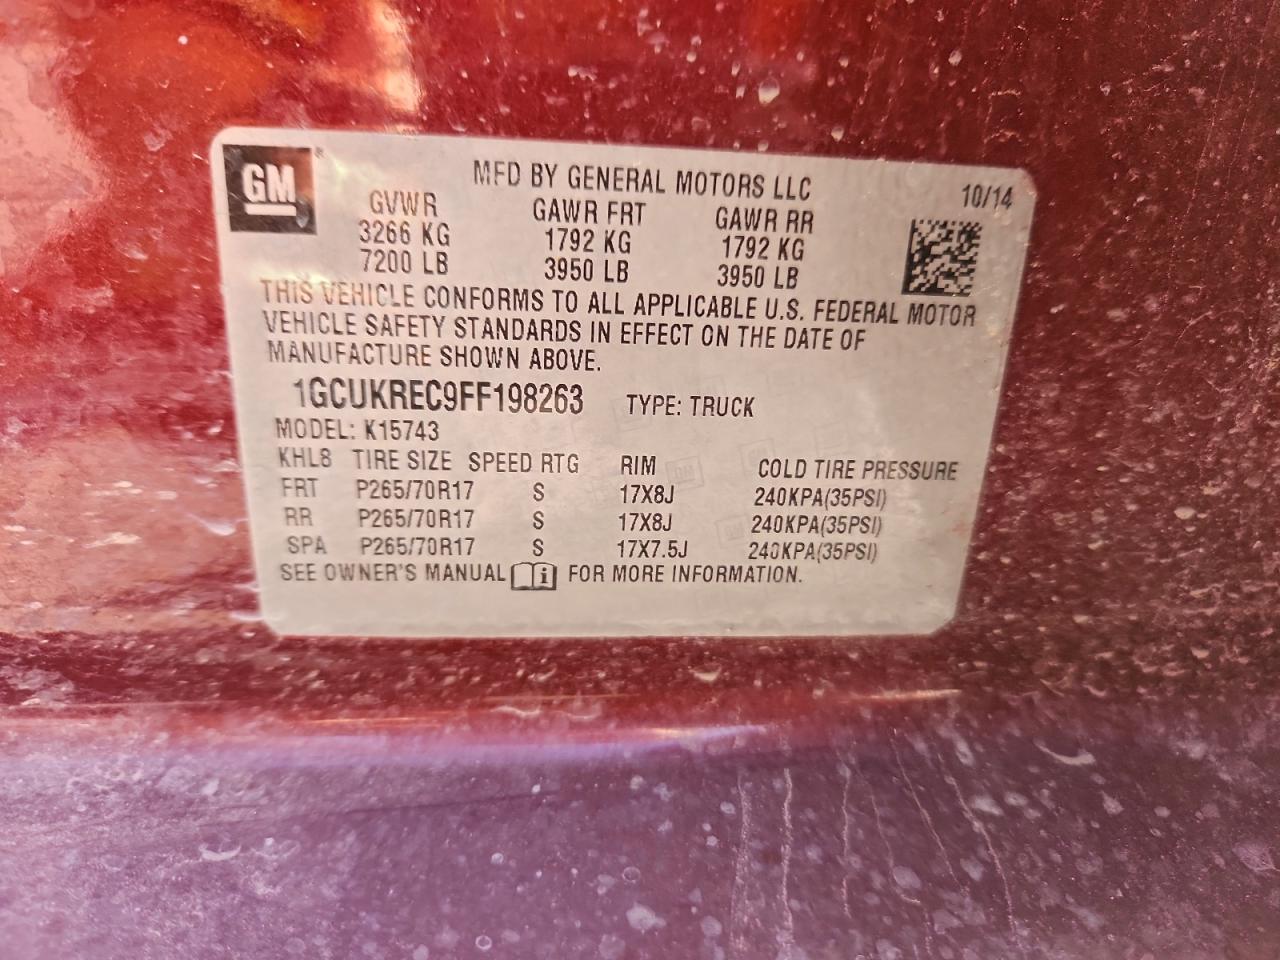 GM
MFD BY GENERAL MOTORS LLC
10/14
GVWR GAWR FRT GAWR RR
3266 KG 1792 KG 1792 KG
7200 LB 3950 LB 3950 LB
THIS VEHICLE CONFORMS TO ALL APPLICABLE U.S. FEDERAL MOTOR
VEHICLE SAFETY STANDARDS IN EFFECT ON THE DATE OF
MANUFACTURE SHOWN ABOVE.
1GCUKREC9FF198263 TYPE: TRUCK
MODEL: K15743
KHL8 TIRE SIZE SPEED RTG RIM COLD TIRE PRESSURE
FRT P265/70R17 S 17X8J 240KPA(35PSI)
RR P265/70R17 S 17X8J 240KPA(35PSI)
SPA P265/70R17 S 17X7.5J 240KPA(35PSI)
SEE OWNER'S MANUAL i FOR MORE INFORMATION.